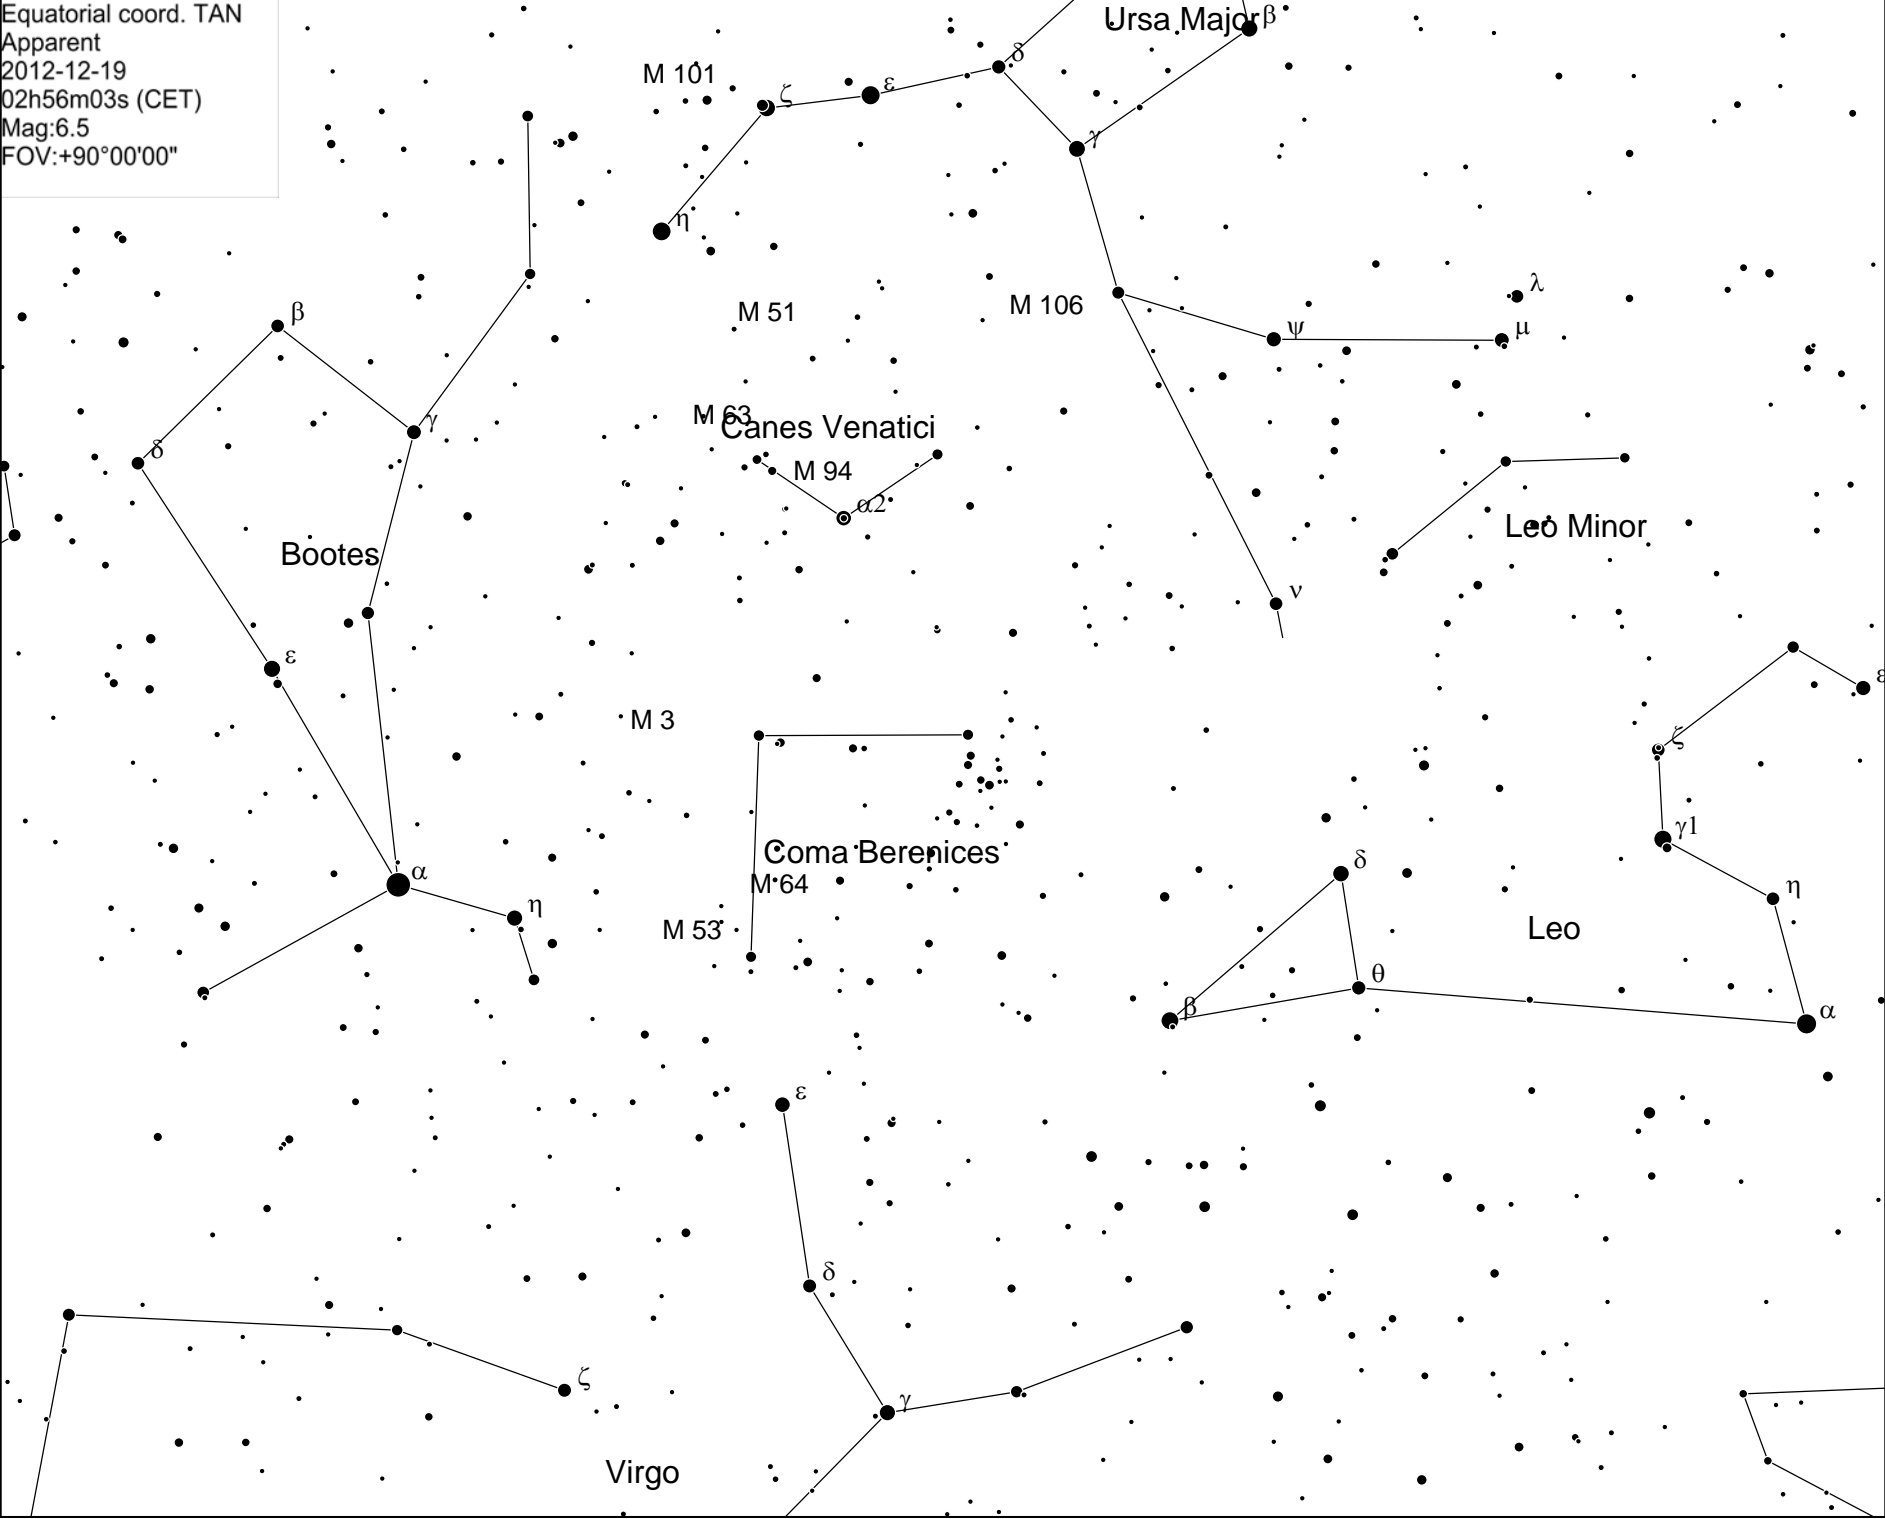 Equatorial coord. TAN
Apparent
2012-12-19
02h56m03s (CET)
Mag:6.5
FOV:+90°00'00"
Ursa Major β
δ
M 101
ζ
ε
γ
η
λ
β
M 51
M 106
ψ
μ
M 63
γ
Canes Venatici
δ
M 94
α2
Leo Minor
Bootes
ν
ε
ε
M 3
ζ
γ1
Coma Berenices
δ
α
M 64
η
η
M 53
Leo
θ
β
α
ε
δ
ζ
γ
Virgo